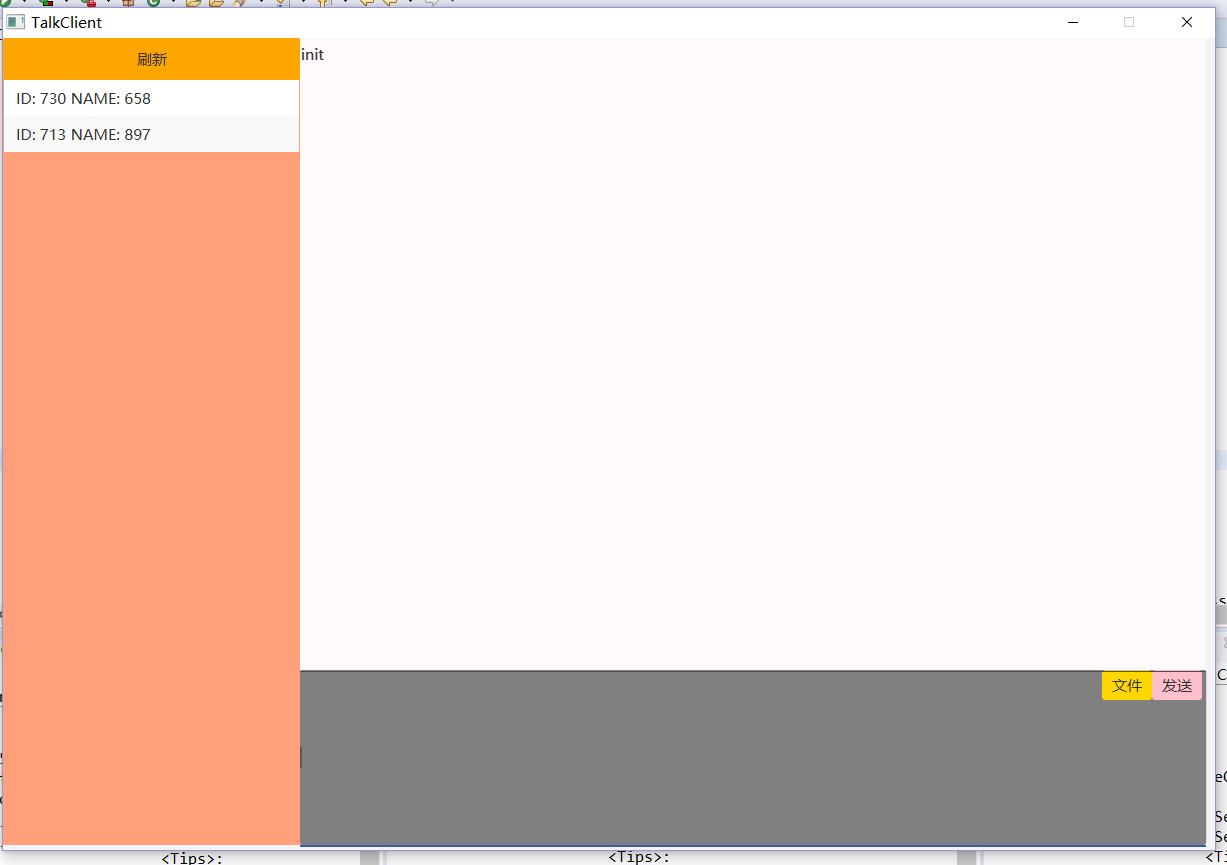 TalkClient
刷新
init
ID: 730 NAME: 658
ID: 713 NAME: 897
文件
发送
<Tips>:
<Tips>: